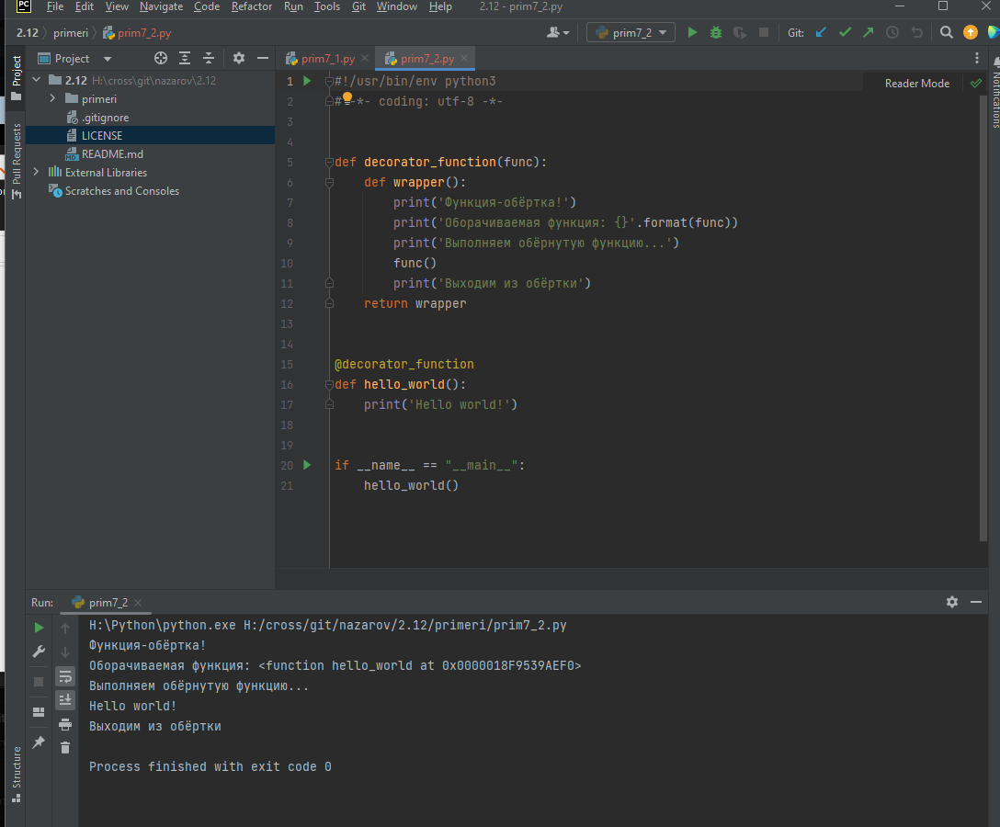 PC File Edit View Navigate Code Refactor Run Tools Git Window Help 2.12 - prim7_2.py
2.12 primeri prim7_2.py prim7_2 Git:
Project
2.12 H:\cross\git\nazarov\2.12
primeri
.gitignore
LICENSE
README.md
External Libraries
Scratches and Consoles
Project
Pull Requests
Structure
prim7_1.py prim7_2.py
Reader Mode
Notifications
1 #!/usr/bin/env python3
2 # -*- coding: utf-8 -*-
3
4
5 def decorator_function(func):
6 def wrapper():
7 print('Функция-обёртка!')
8 print('Оборачиваемая функция: {}'.format(func))
9 print('Выполняем обёрнутую функцию...')
10 func()
11 print('Выходим из обёртки')
12 return wrapper
13
14
15 @decorator_function
16 def hello_world():
17 print('Hello world!')
18
19
20 if __name__ == "__main__":
21 hello_world()
Run: prim7_2
H:\Python\python.exe H:/cross/git/nazarov/2.12/primeri/prim7_2.py
Функция-обёртка!
Оборачиваемая функция: <function hello_world at 0x0000018F9539AEF0>
Выполняем обёрнутую функцию...
Hello world!
Выходим из обёртки
Process finished with exit code 0